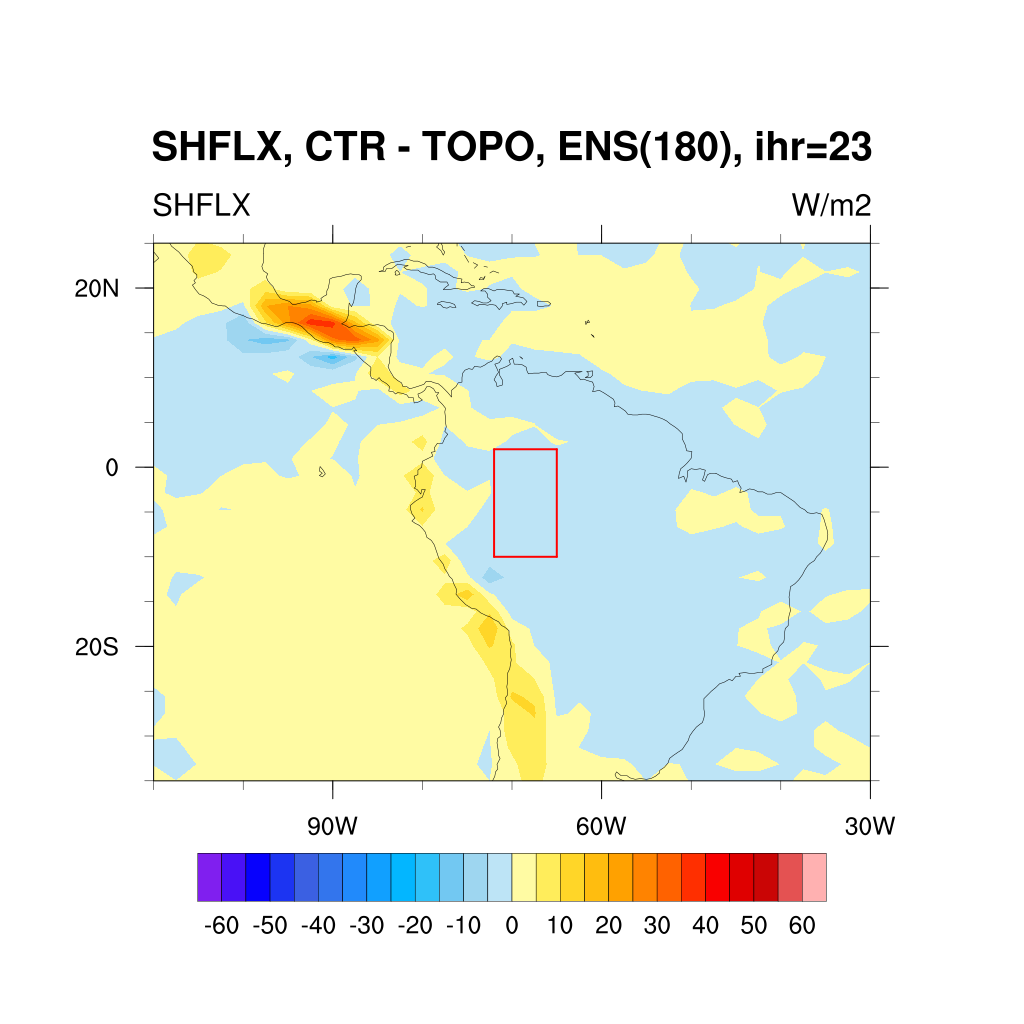 SHFLX, CTR - TOPO, ENS(180), ihr=23
SHFLX W/m2
20N
0
20S
90W 60W 30W
-60 -50 -40 -30 -20 -10 0 10 20 30 40 50 60